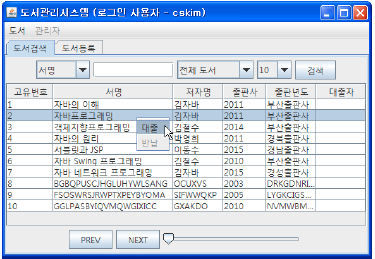 도서관리시스템 (로그인 사용자 - cskim)
도서 관리자
도서검색 도서등록
서명 전체 도서 10 검색
고유번호 서명 저자명 출판사 출판년도 대출자
1 자바의 이해 김자바 2011 부산출판사
2 자바프로그래밍 김자바 2011 부산출판사
3 객체지향프로그래밍 김철수 2014 부산출판사
4 자바의 원리 박영희 2011 경북출판사
5 서블릿과 JSP 이몽수 2015 경남출판사
6 자바 Swing 프로그래밍 김철수 2010 부산출판사
7 자바 네트워크 프로그래밍 김자바 2015 경성출판사
8 BGBQPUSCJHGLUHYWLSANG OCUXVS 2003 DRKGDNRI...
9 FSOSWRSJRWPTXPEYBYOMA SIFWWQKP 2005 LYGKCIGS...
10 GGLPASBYIQVMQWGIXICC GXAKDO 2010 NVMWBM...
대출
반납
PREV NEXT